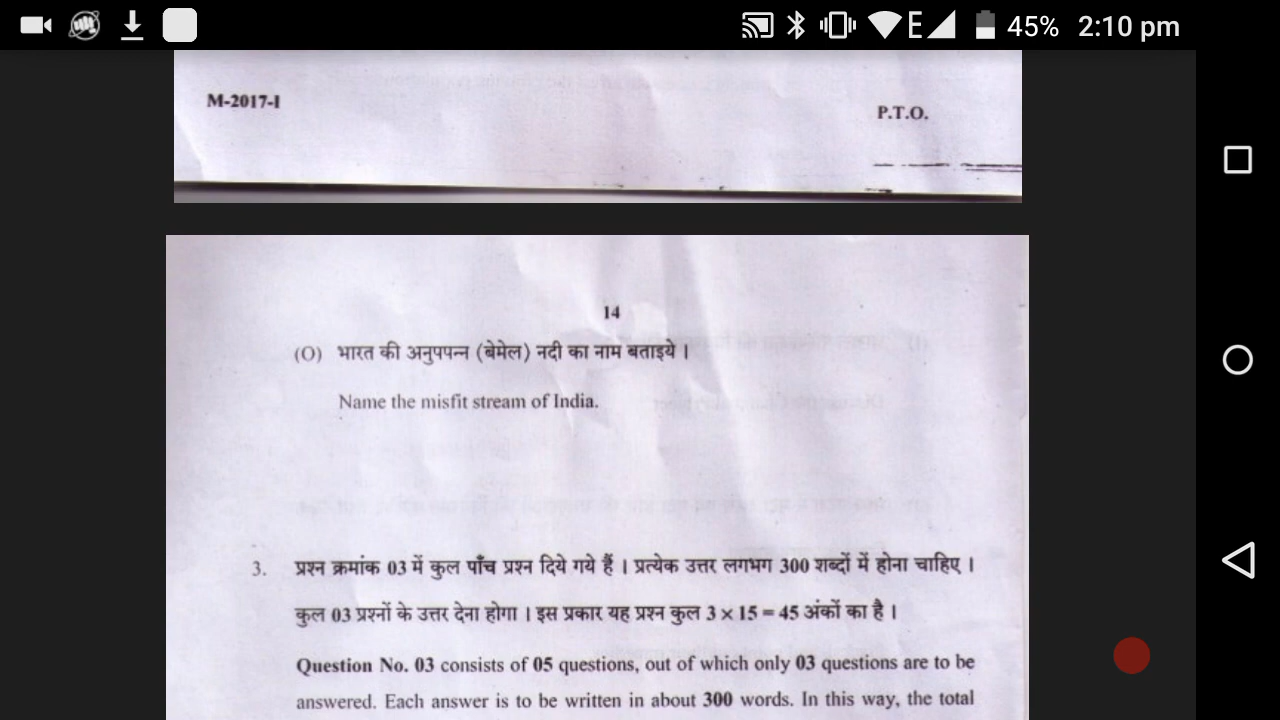 45% 2:10 pm
M-2017-I
P.T.O.
14
(O) भारत की अनुपपन्न (बेमेल) नदी का नाम बताइये ।
Name the misfit stream of India.
3. प्रश्न क्रमांक 03 में कुल पाँच प्रश्न दिये गये हैं । प्रत्येक उत्तर लगभग 300 शब्दों में होना चाहिए ।
कुल 03 प्रश्नों के उत्तर देना होगा । इस प्रकार यह प्रश्न कुल 3 × 15 = 45 अंकों का है ।
Question No. 03 consists of 05 questions, out of which only 03 questions are to be
answered. Each answer is to be written in about 300 words. In this way, the total